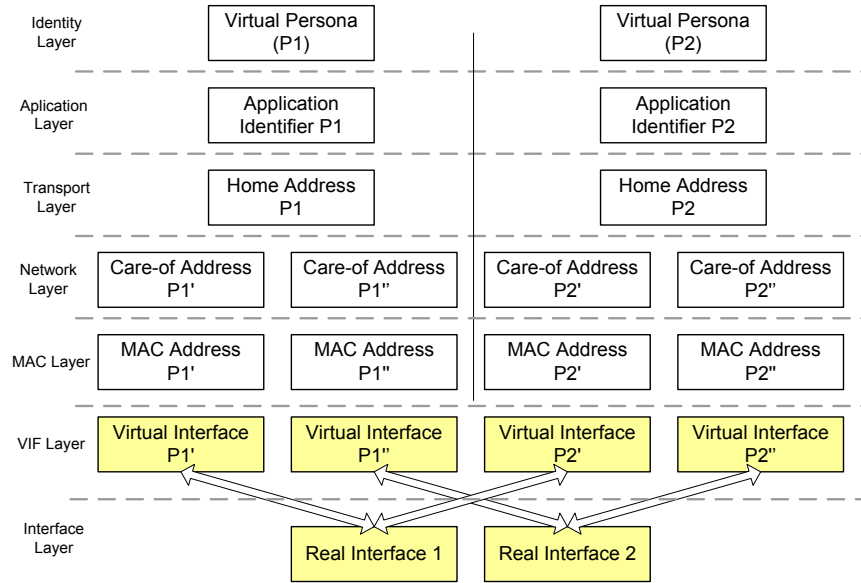 Identity
Layer
Virtual Persona
(P1)
Virtual Persona
(P2)
Aplication
Layer
Application
Identifier P1
Application
Identifier P2
Transport
Layer
Home Address
P1
Home Address
P2
Network
Layer
Care-of Address
P1'
Care-of Address
P1''
Care-of Address
P2'
Care-of Address
P2''
MAC Layer
MAC Address
P1'
MAC Address
P1''
MAC Address
P2'
MAC Address
P2''
VIF Layer
Virtual Interface
P1'
Virtual Interface
P1''
Virtual Interface
P2'
Virtual Interface
P2''
Interface
Layer
Real Interface 1
Real Interface 2